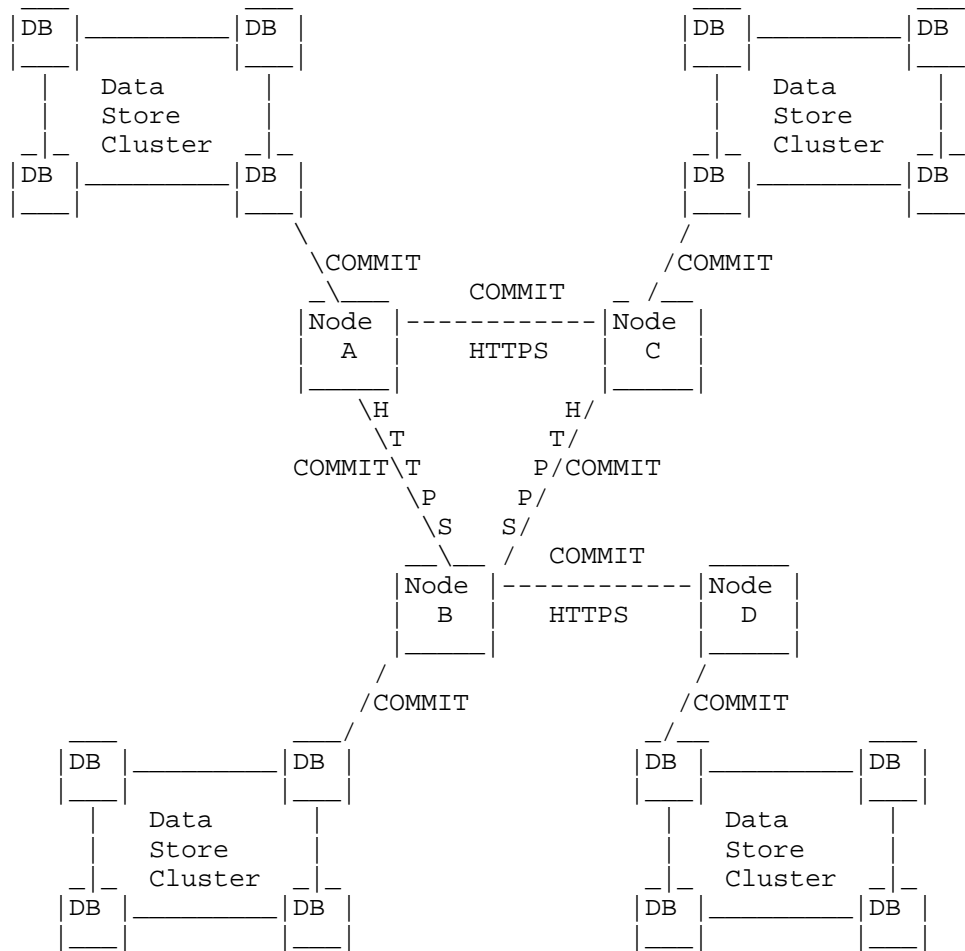 DB DB DB DB
Data Data
Store Store
Cluster Cluster
DB DB DB DB
COMMIT COMMIT
COMMIT
Node Node
A HTTPS C
H H
T T
COMMIT T P COMMIT
P P
S S
COMMIT
Node Node
B HTTPS D
COMMIT COMMIT
DB DB DB DB
Data Data
Store Store
Cluster Cluster
DB DB DB DB